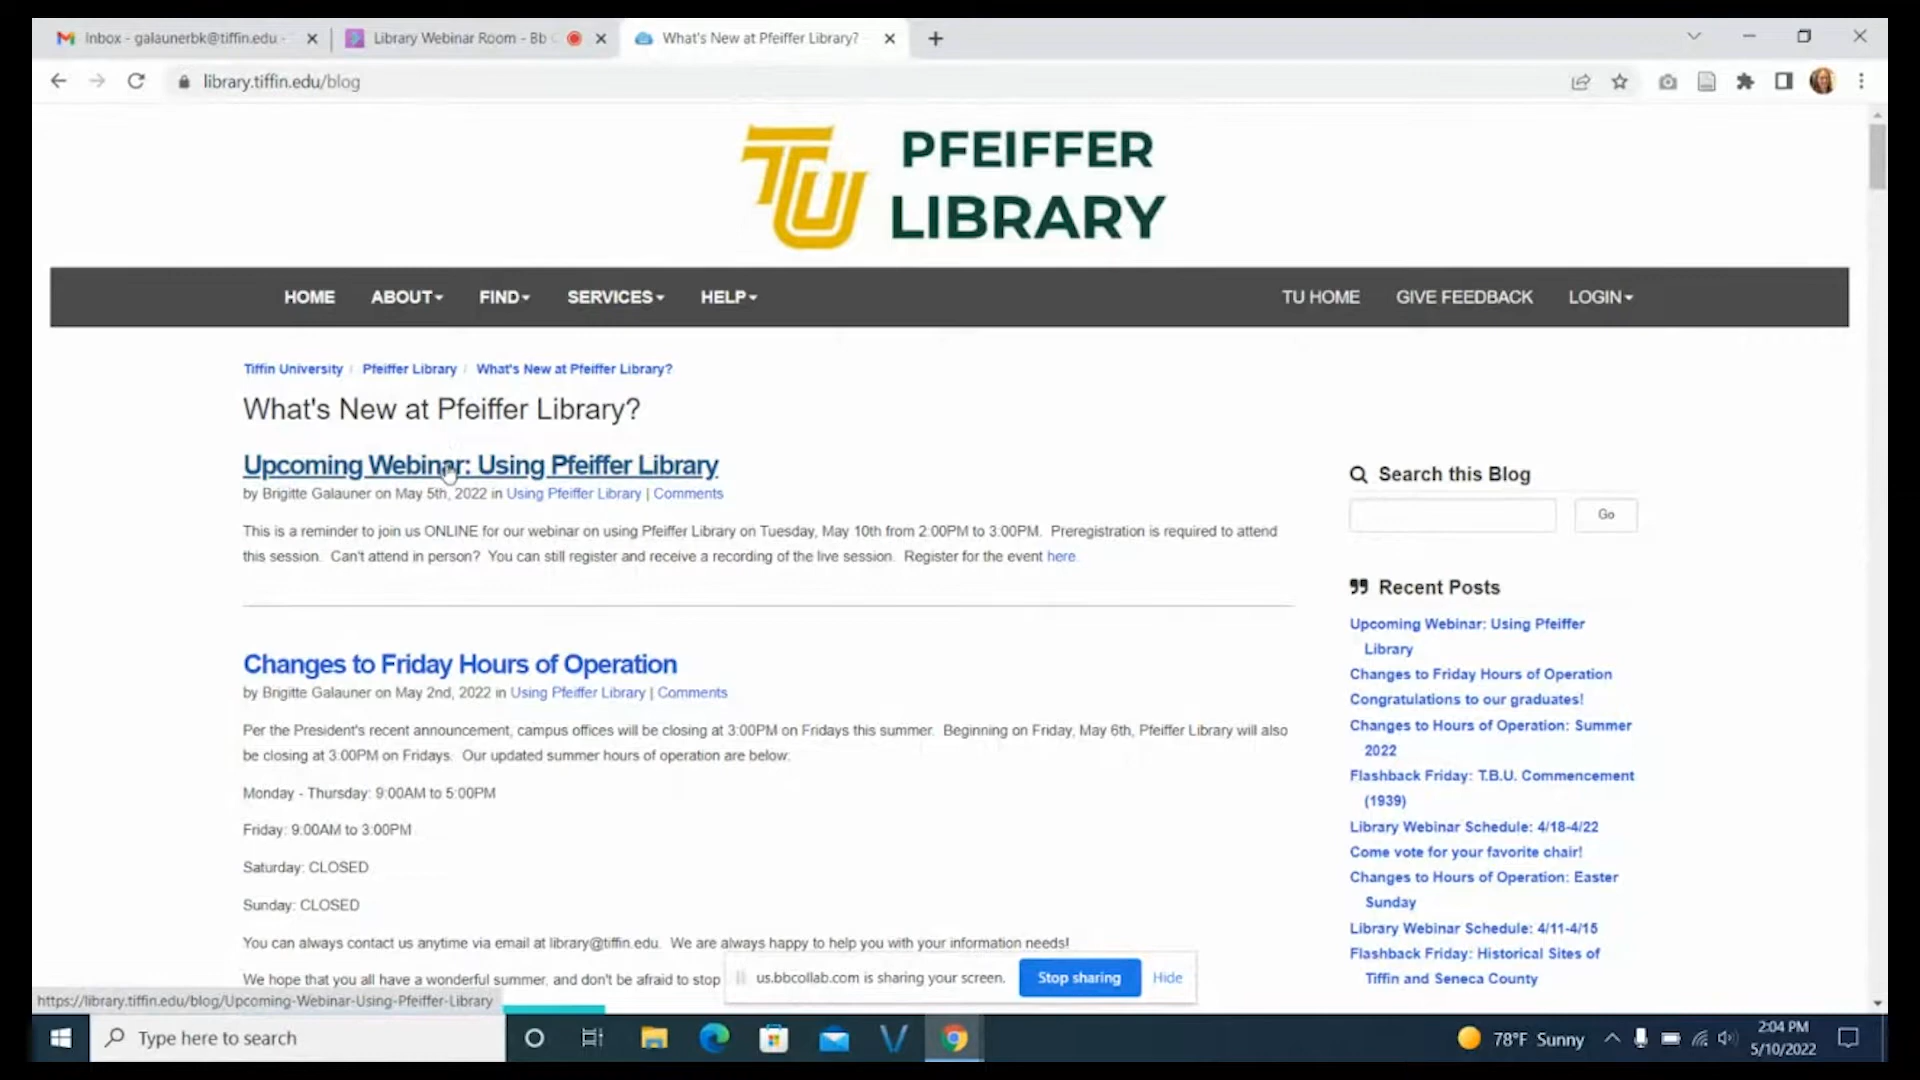 Inbox - galaunerbk@tiffin.edu -
Library Webinar Room - Bb
What's New at Pfeiffer Library?
library.tiffin.edu/blog
TU PFEIFFER
LIBRARY
HOME ABOUT FIND SERVICES HELP TU HOME GIVE FEEDBACK LOGIN
Tiffin University / Pfeiffer Library / What's New at Pfeiffer Library?
What's New at Pfeiffer Library?
Upcoming Webinar: Using Pfeiffer Library
by Brigitte Galauner on May 5th, 2022 in Using Pfeiffer Library | Comments
This is a reminder to join us ONLINE for our webinar on using Pfeiffer Library on Tuesday, May 10th from 2:00PM to 3:00PM. Preregistration is required to attend
this session. Can't attend in person? You can still register and receive a recording of the live session. Register for the event here.
Changes to Friday Hours of Operation
by Brigitte Galauner on May 2nd, 2022 in Using Pfeiffer Library | Comments
Per the President's recent announcement, campus offices will be closing at 3:00PM on Fridays this summer. Beginning on Friday, May 6th, Pfeiffer Library will also
be closing at 3:00PM on Fridays. Our updated summer hours of operation are below:
Monday - Thursday: 9:00AM to 5:00PM
Friday: 9:00AM to 3:00PM
Saturday: CLOSED
Sunday: CLOSED
You can always contact us anytime via email at library@tiffin.edu. We are always happy to help you with your information needs!
We hope that you all have a wonderful summer, and don't be afraid to stop
Search this Blog
Go
Recent Posts
Upcoming Webinar: Using Pfeiffer
Library
Changes to Friday Hours of Operation
Congratulations to our graduates!
Changes to Hours of Operation: Summer
2022
Flashback Friday: T.B.U. Commencement
(1939)
Library Webinar Schedule: 4/18-4/22
Come vote for your favorite chair!
Changes to Hours of Operation: Easter
Sunday
Library Webinar Schedule: 4/11-4/15
Flashback Friday: Historical Sites of
Tiffin and Seneca County
us.bbcollab.com is sharing your screen. Stop sharing Hide
https://library.tiffin.edu/blog/Upcoming-Webinar-Using-Pfeiffer-Library
Type here to search
78°F Sunny
2:04 PM
5/10/2022